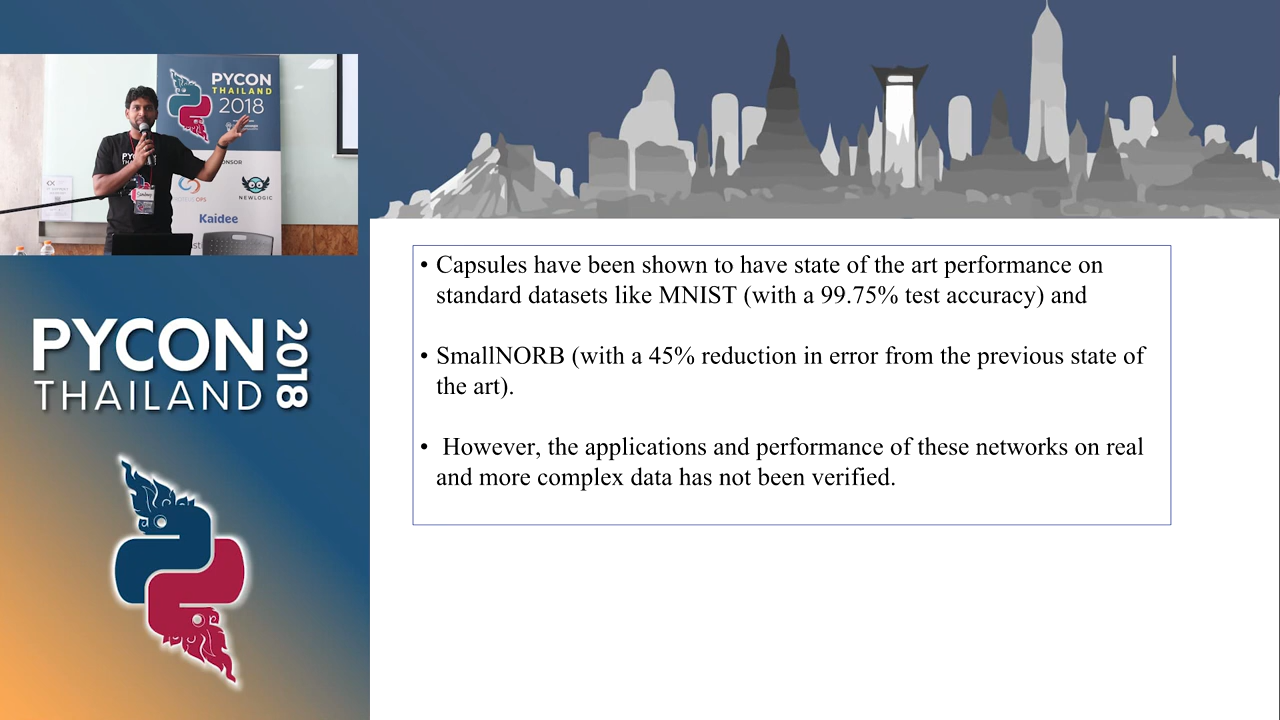 PYCON
THAILAND
2018
NEWLOGIC
Kaidee
PYCON 2018
THAILAND
• Capsules have been shown to have state of the art performance on
standard datasets like MNIST (with a 99.75% test accuracy) and
• SmallNORB (with a 45% reduction in error from the previous state of
the art).
• However, the applications and performance of these networks on real
and more complex data has not been verified.